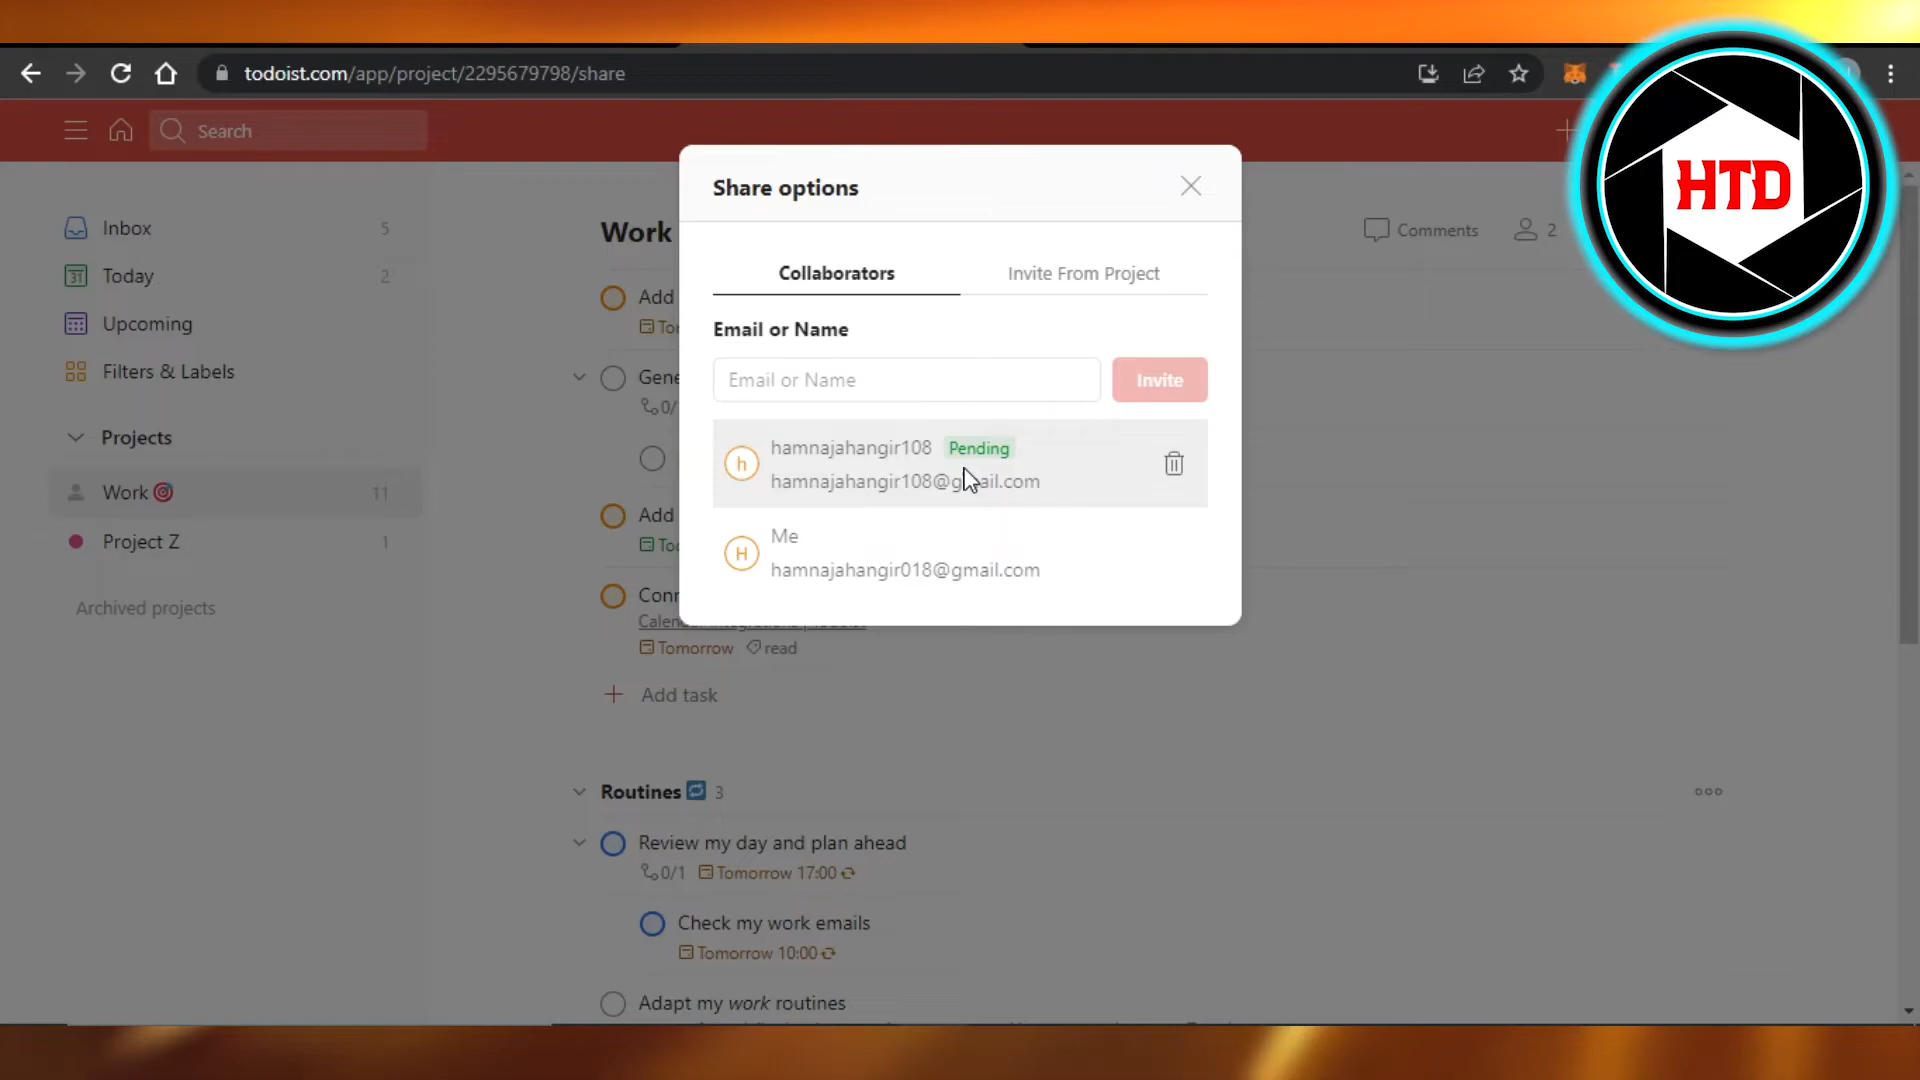 todoist.com/app/project/2295679798/share
Search
HTD
Share options
Inbox 5
Today 2
Upcoming
Filters & Labels
Projects
Work 11
Project Z 1
Archived projects
Work
Comments 2
Collaborators Invite From Project
Email or Name
Email or Name Invite
h hamnajahangir108 Pending
hamnajahangir108@gmail.com
H Me
hamnajahangir018@gmail.com
Add
Gene
0/
Add
Conn
Tomorrow read
+ Add task
Routines 3
Review my day and plan ahead
0/1 Tomorrow 17:00
Check my work emails
Tomorrow 10:00
Adapt my work routines